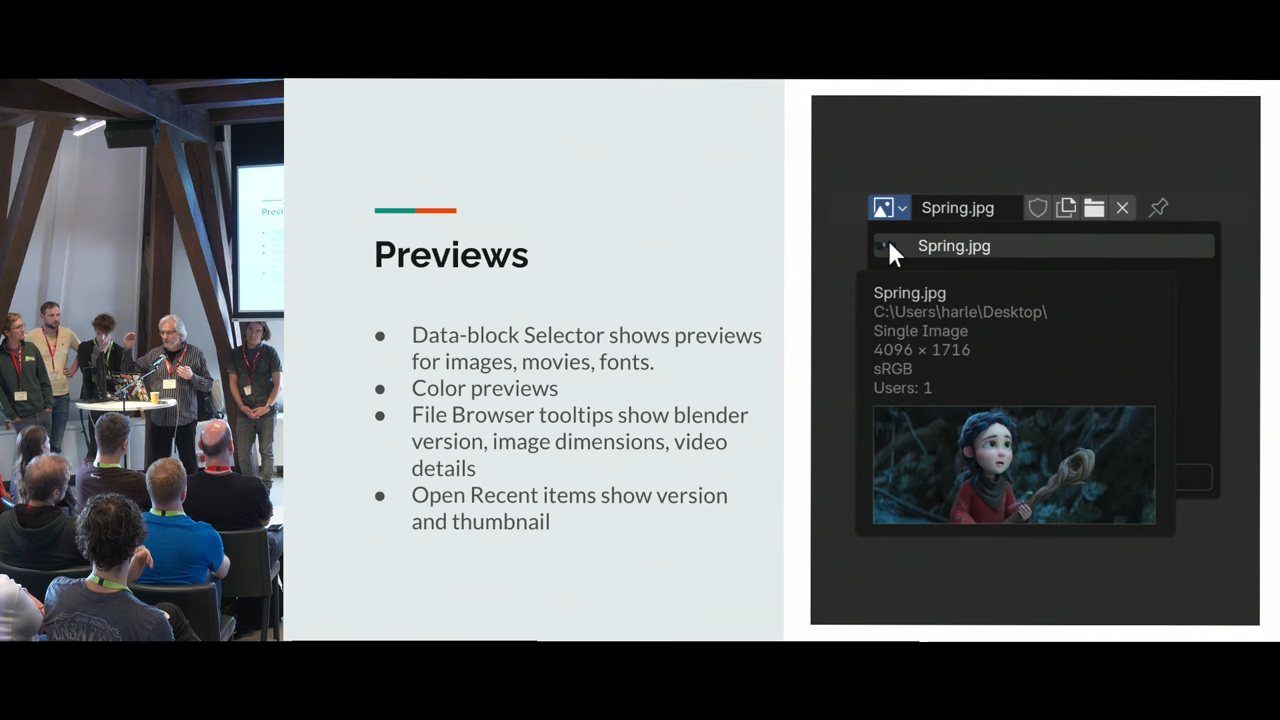 Previ
Previews
● Data-block Selector shows previews
for images, movies, fonts.
● Color previews
● File Browser tooltips show blender
version, image dimensions, video
details
● Open Recent items show version
and thumbnail
Spring.jpg
Spring.jpg
Spring.jpg
C:\Users\harle\Desktop\
Single Image
4096 × 1716
sRGB
Users: 1